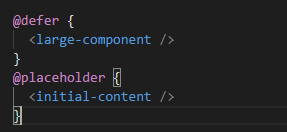 @defer {
  <large-component />
}
@placeholder {
  <initial-content />
}